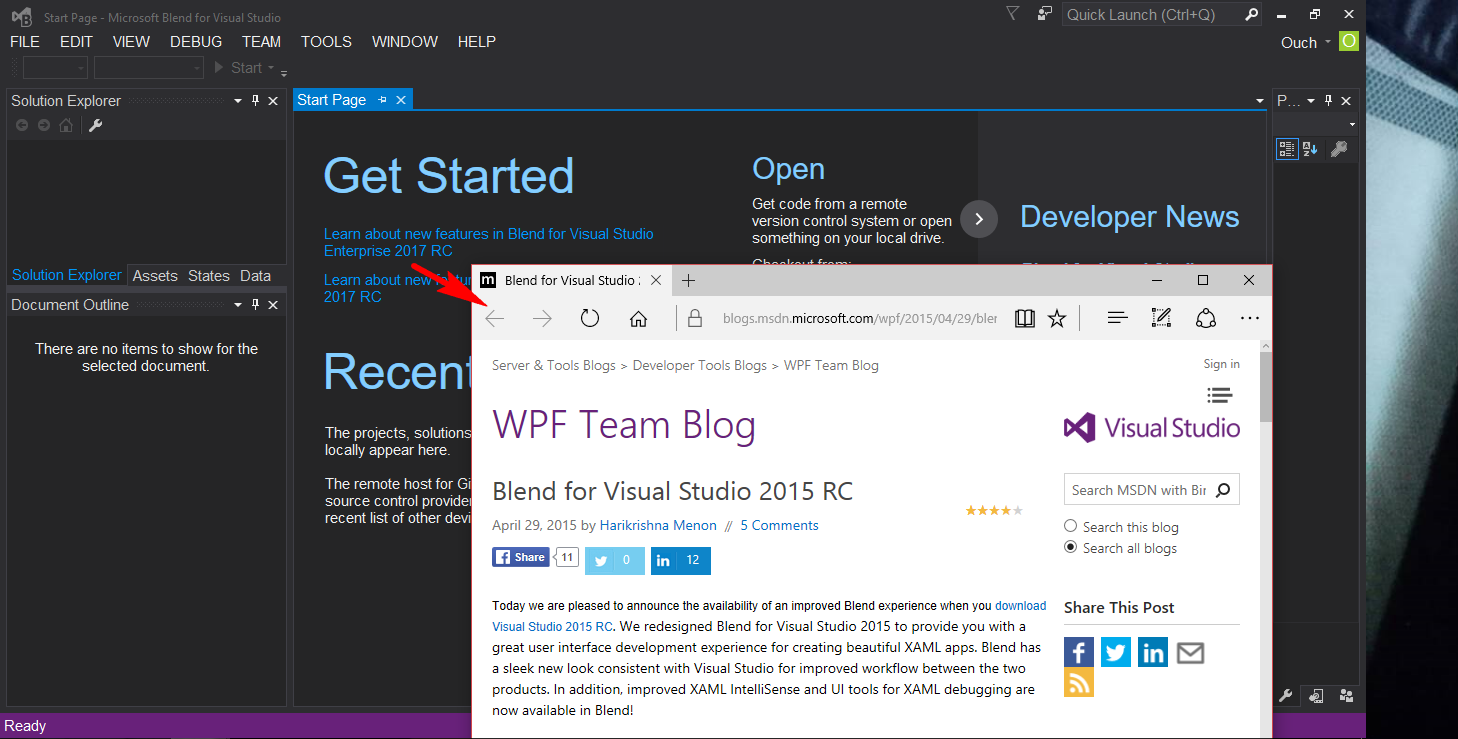 Start Page - Microsoft Blend for Visual Studio
Quick Launch (Ctrl+Q)
FILE EDIT VIEW DEBUG TEAM TOOLS WINDOW HELP
Ouch O
Start
Solution Explorer
Start Page
P...
Get Started
Learn about new features in Blend for Visual Studio
Enterprise 2017 RC
2017 RC
Open
Get code from a remote
version control system or open
something on your local drive.
Checkout from:
Developer News
Solution Explorer Assets States Data
Document Outline
There are no items to show for the
selected document.
Recent
The projects, solutions
locally appear here.
The remote host for Gi
source control provider
recent list of other devi
Ready
m Blend for Visual Studio
blogs.msdn.microsoft.com/wpf/2015/04/29/bler
Server & Tools Blogs > Developer Tools Blogs > WPF Team Blog
Sign in
WPF Team Blog
Visual Studio
Blend for Visual Studio 2015 RC
April 29, 2015 by Harikrishna Menon // 5 Comments
f Share 11 0 in 12
Search MSDN with Bin
Search this blog
Search all blogs
Today we are pleased to announce the availability of an improved Blend experience when you download
Visual Studio 2015 RC. We redesigned Blend for Visual Studio 2015 to provide you with a
great user interface development experience for creating beautiful XAML apps. Blend has
a sleek new look consistent with Visual Studio for improved workflow between the two
products. In addition, improved XAML IntelliSense and UI tools for XAML debugging are
now available in Blend!
Share This Post
f in